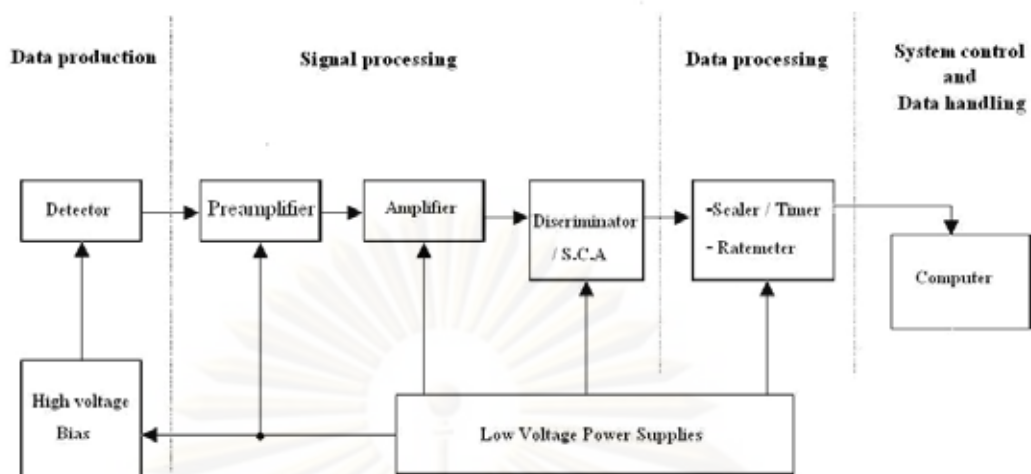 Data production
Signal processing
Data processing
System control
and
Data handling
Detector
Preamplifier
Amplifier
Discriminator
/ S.C.A
-Scaler / Timer
- Ratemeter
Computer
High voltage
Bias
Low Voltage Power Supplies